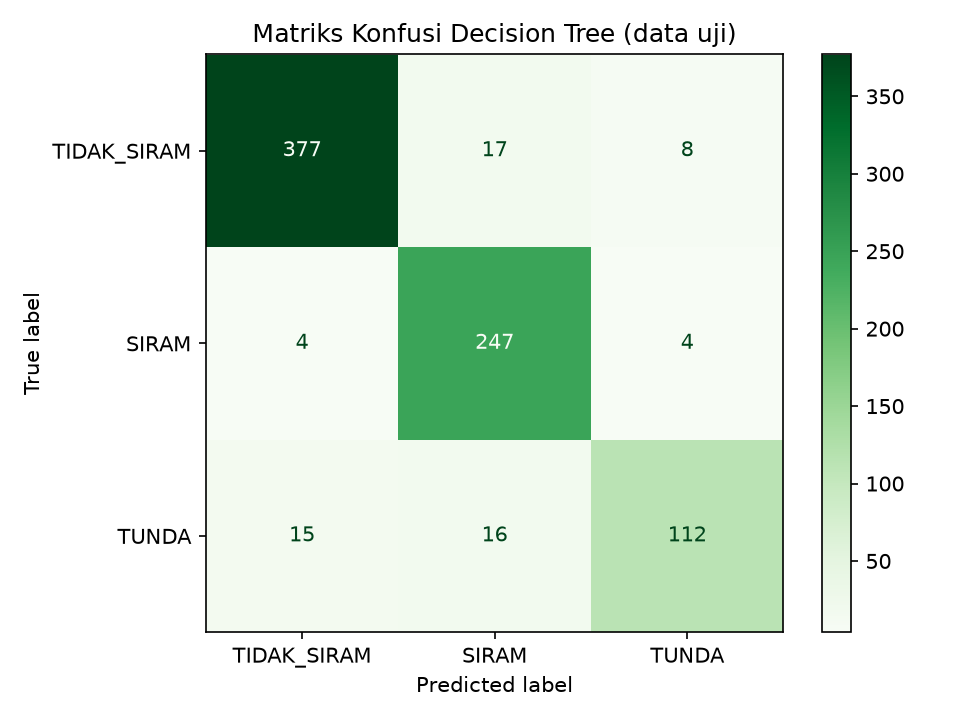 Matriks Konfusi Decision Tree (data uji)
True label
TIDAK_SIRAM 377 17 8
SIRAM 4 247 4
TUNDA 15 16 112
TIDAK_SIRAM SIRAM TUNDA
Predicted label
350
300
250
200
150
100
50